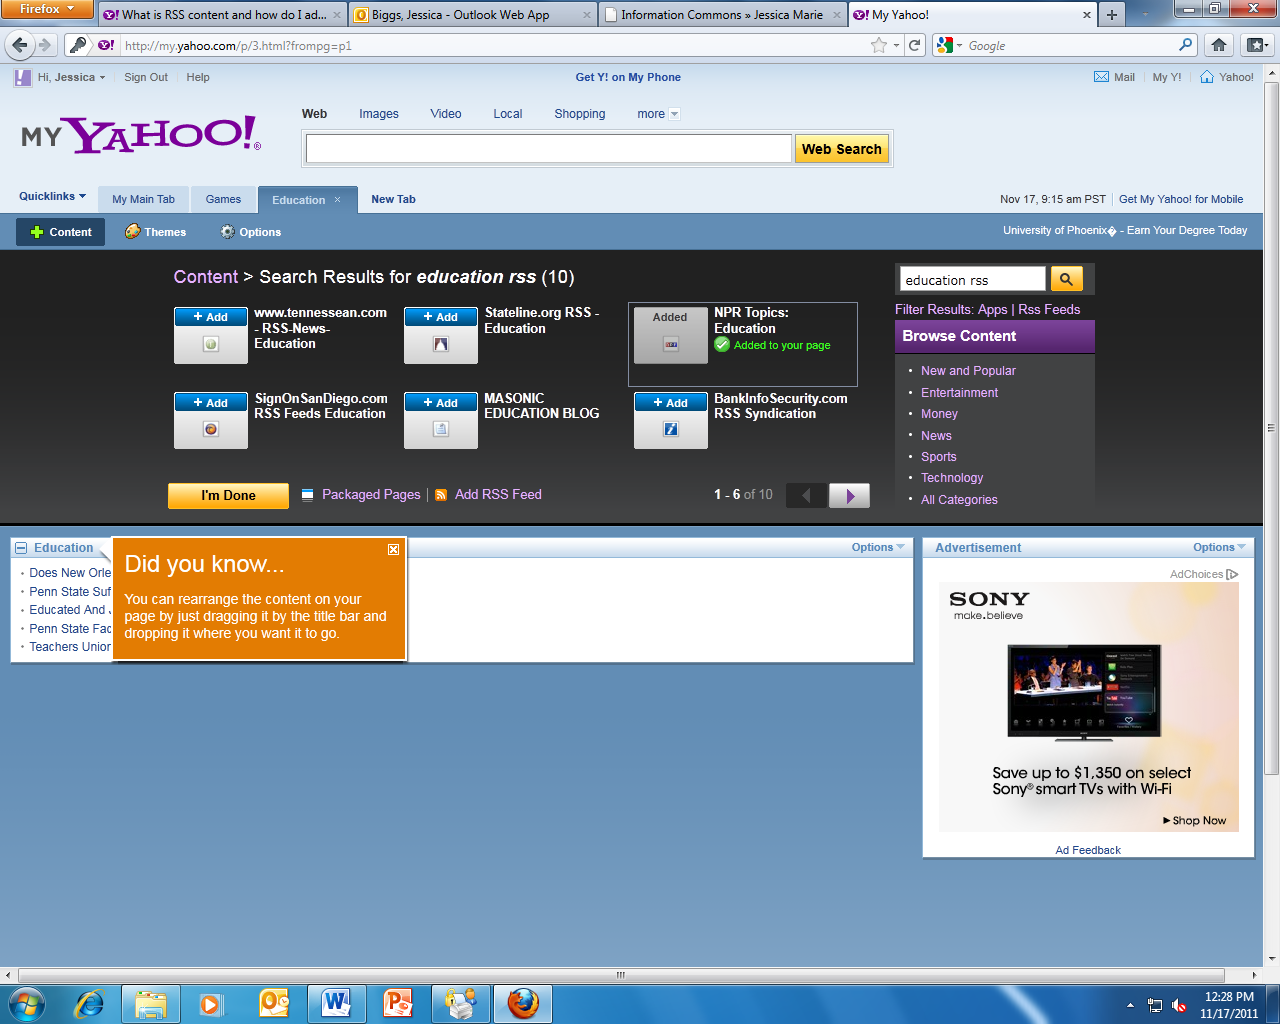 Firefox
What is RSS content and how do I ad...
Biggs, Jessica - Outlook Web App
Information Commons » Jessica Marie
My Yahoo!
http://my.yahoo.com/p/3.html?frompg=p1
Google
Hi, Jessica
Sign Out
Help
Get Y! on My Phone
Mail
My Y!
Yahoo!
Web
Images
Video
Local
Shopping
more
MY YAHOO!®
Web Search
Quicklinks
My Main Tab
Games
Education
New Tab
Nov 17, 9:15 am PST
Get My Yahoo! for Mobile
Content
Themes
Options
University of Phoenix� - Earn Your Degree Today
Content > Search Results for education rss (10)
education rss
Filter Results: Apps | Rss Feeds
+ Add
www.tennessean.com
- RSS-News-
Education
+ Add
Stateline.org RSS -
Education
Added
NPR Topics:
Education
Added to your page
+ Add
SignOnSanDiego.com
RSS Feeds Education
+ Add
MASONIC
EDUCATION BLOG
+ Add
BankInfoSecurity.com
RSS Syndication
Browse Content
New and Popular
Entertainment
Money
News
Sports
Technology
All Categories
I'm Done
Packaged Pages
Add RSS Feed
1 - 6 of 10
Education
Options
Does New Orle
Penn State Suf
Educated And
Penn State Fac
Teachers Union
Did you know...
You can rearrange the content on your
page by just dragging it by the title bar and
dropping it where you want it to go.
Advertisement
Options
AdChoices
SONY
make.believe
Save up to $1,350 on select
Sony® smart TVs with Wi-Fi
Shop Now
Ad Feedback
12:28 PM
11/17/2011